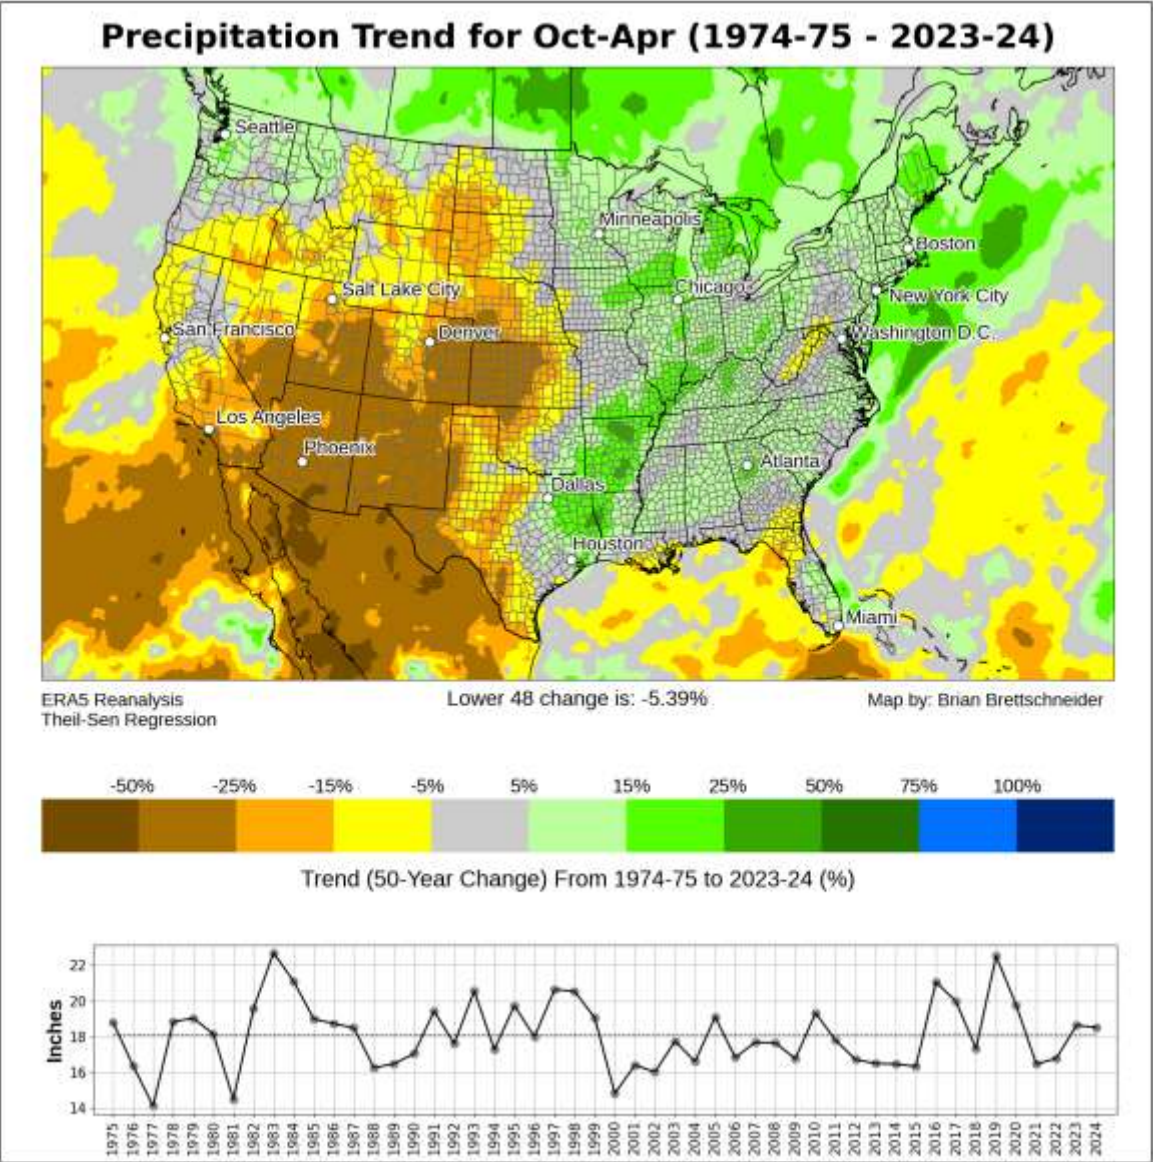 Precipitation Trend for Oct-Apr (1974-75 - 2023-24)
Seattle
Minneapolis
Boston
Salt Lake City
Chicago
New York City
San Francisco
Denver
Washington D.C.
Los Angeles
Phoenix
Atlanta
Dallas
Houston
Miami
ERA5 Reanalysis
Lower 48 change is: -5.39%
Map by: Brian Brettschneider
Theil-Sen Regression
-50% -25% -15% -5% 5% 15% 25% 50% 75% 100%
Trend (50-Year Change) From 1974-75 to 2023-24 (%)
Inches
22
20
18
16
14
1975 1976 1977 1978 1979 1980 1981 1982 1983 1984 1985 1986 1987 1988 1989 1990 1991 1992 1993 1994 1995 1996 1997 1998 1999 2000 2001 2002 2003 2004 2005 2006 2007 2008 2009 2010 2011 2012 2013 2014 2015 2016 2017 2018 2019 2020 2021 2022 2023 2024